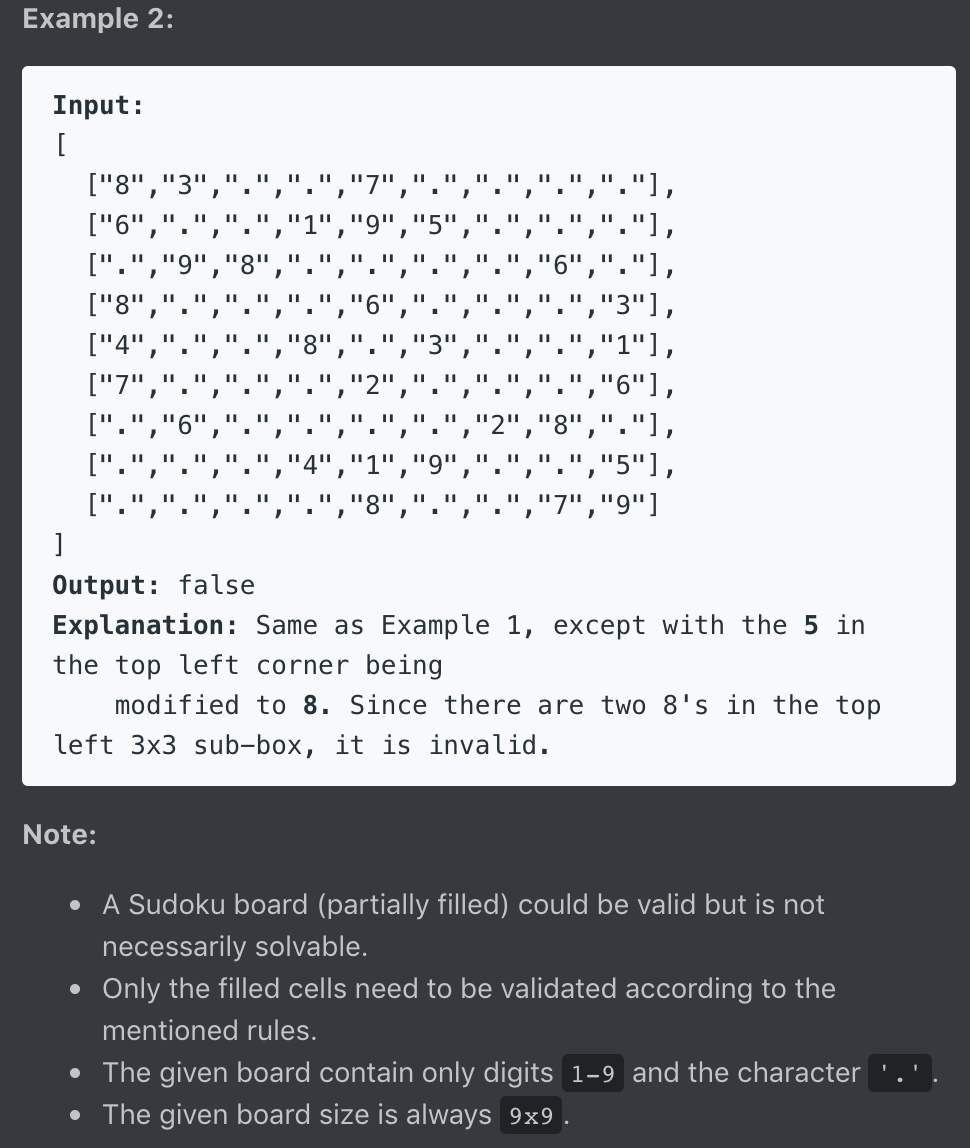 Example 2:
Input:
[
["8","3",".",".","7",".",".",".","."],
["6",".",".","1","9","5",".",".","."],
[".","9","8",".",".",".",".","6","."],
["8",".",".",".","6",".",".",".","3"],
["4",".",".","8",".","3",".",".","1"],
["7",".",".",".","2",".",".",".","6"],
[".","6",".",".",".",".","2","8","."],
[".",".",".","4","1","9",".",".","5"],
[".",".",".",".","8",".",".","7","9"]
]
Output: false
Explanation: Same as Example 1, except with the 5 in
the top left corner being
modified to 8. Since there are two 8's in the top
left 3x3 sub-box, it is invalid.
Note:
• A Sudoku board (partially filled) could be valid but is not
necessarily solvable.
• Only the filled cells need to be validated according to the
mentioned rules.
• The given board contain only digits 1-9 and the character '.'.
• The given board size is always 9x9.